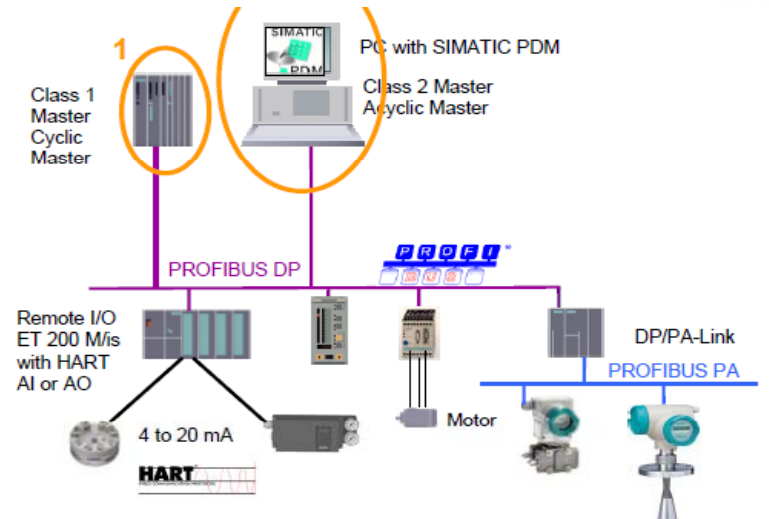 1
SIMATIC
PDM
PC with SIMATIC PDM
Class 1
Master
Cyclic
Master
Class 2 Master
Acyclic Master
PROFIBUS DP
PROFI
BUS
Remote I/O
ET 200 M/is
with HART
AI or AO
DP/PA-Link
PROFIBUS PA
Motor
4 to 20 mA
HART